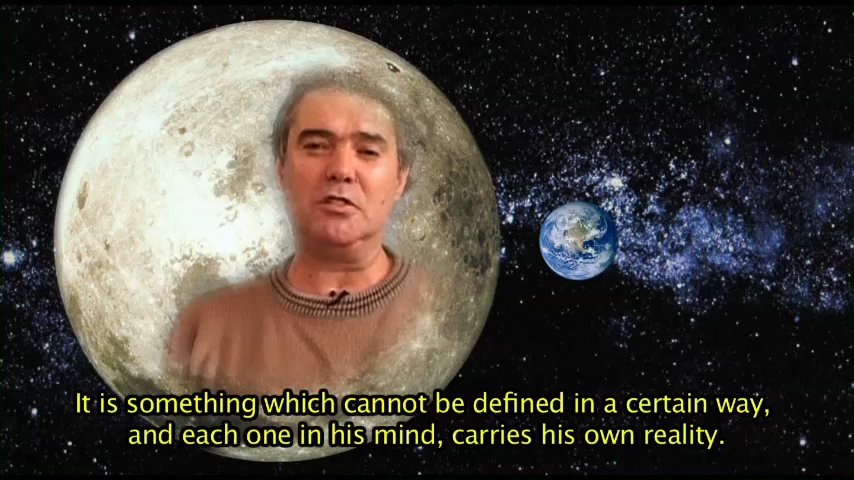 It is something which cannot be defined in a certain way,
and each one in his mind, carries his own reality.